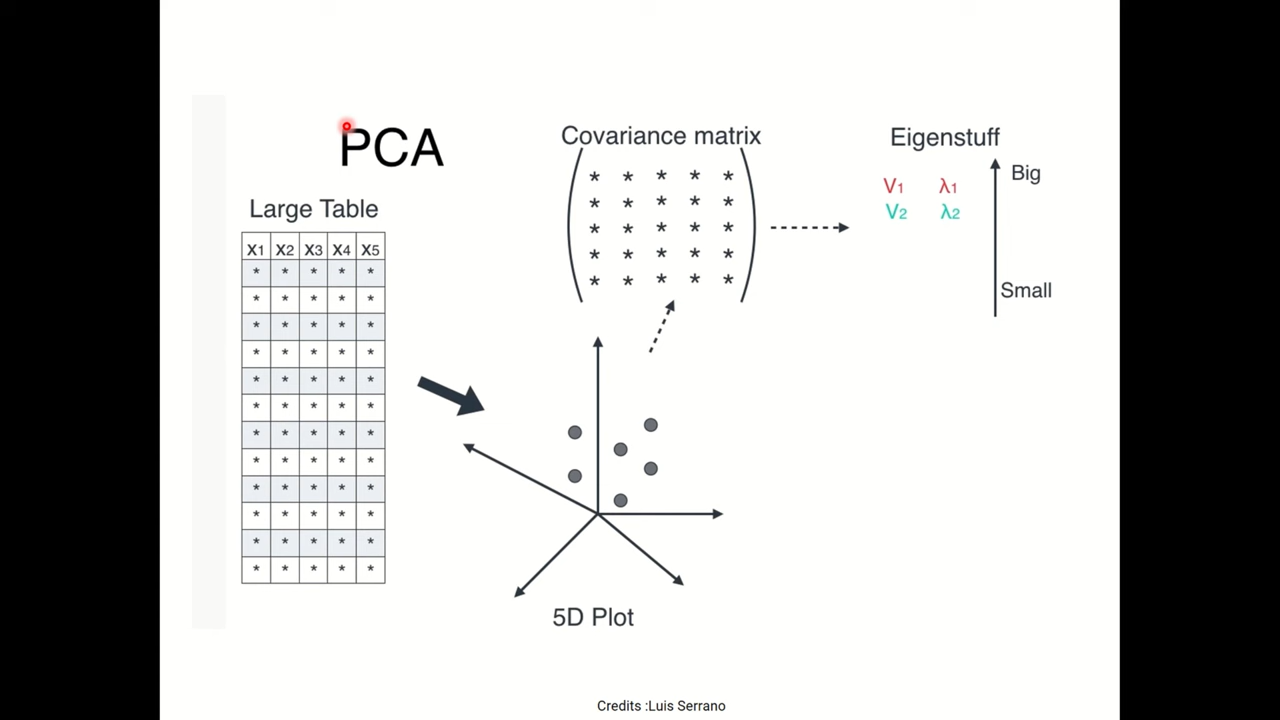 PCA
Large Table
x1 x2 x3 x4 x5
* * * * *
* * * * *
* * * * *
* * * * *
* * * * *
* * * * *
* * * * *
* * * * *
* * * * *
* * * * *
* * * * *
* * * * *
Covariance matrix
* * * * *
* * * * *
* * * * *
* * * * *
* * * * *
Eigenstuff
V1 λ1
V2 λ2
Big
Small
5D Plot
Credits :Luis Serrano